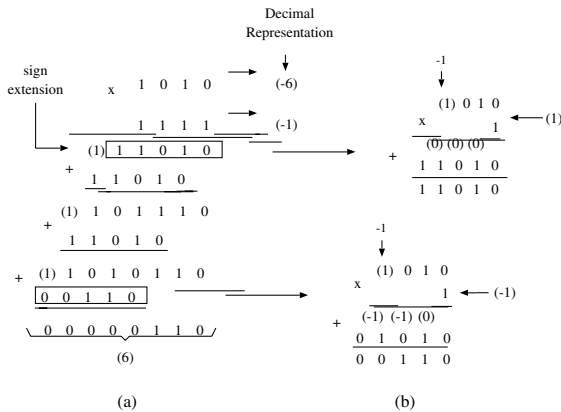 Decimal
Representation
sign
extension
x 1 0 1 0 (-6)
1 1 1 1 (-1)
(1) 1 1 0 1 0
+
1 1 0 1 0
(1) 1 0 1 1 1 0
+
1 1 0 1 0
+ (1) 1 0 1 0 1 1 0
0 0 1 1 0
0 0 0 0 0 1 1 0
(6)
(a)
-1
(1) 0 1 0
x 1 (1)
(0) (0) (0)
+
1 1 0 1 0
1 1 0 1 0
-1
(1) 0 1 0
x 1 (-1)
(-1) (-1) (0)
+
0 1 0 1 0
0 0 1 1 0
(b)